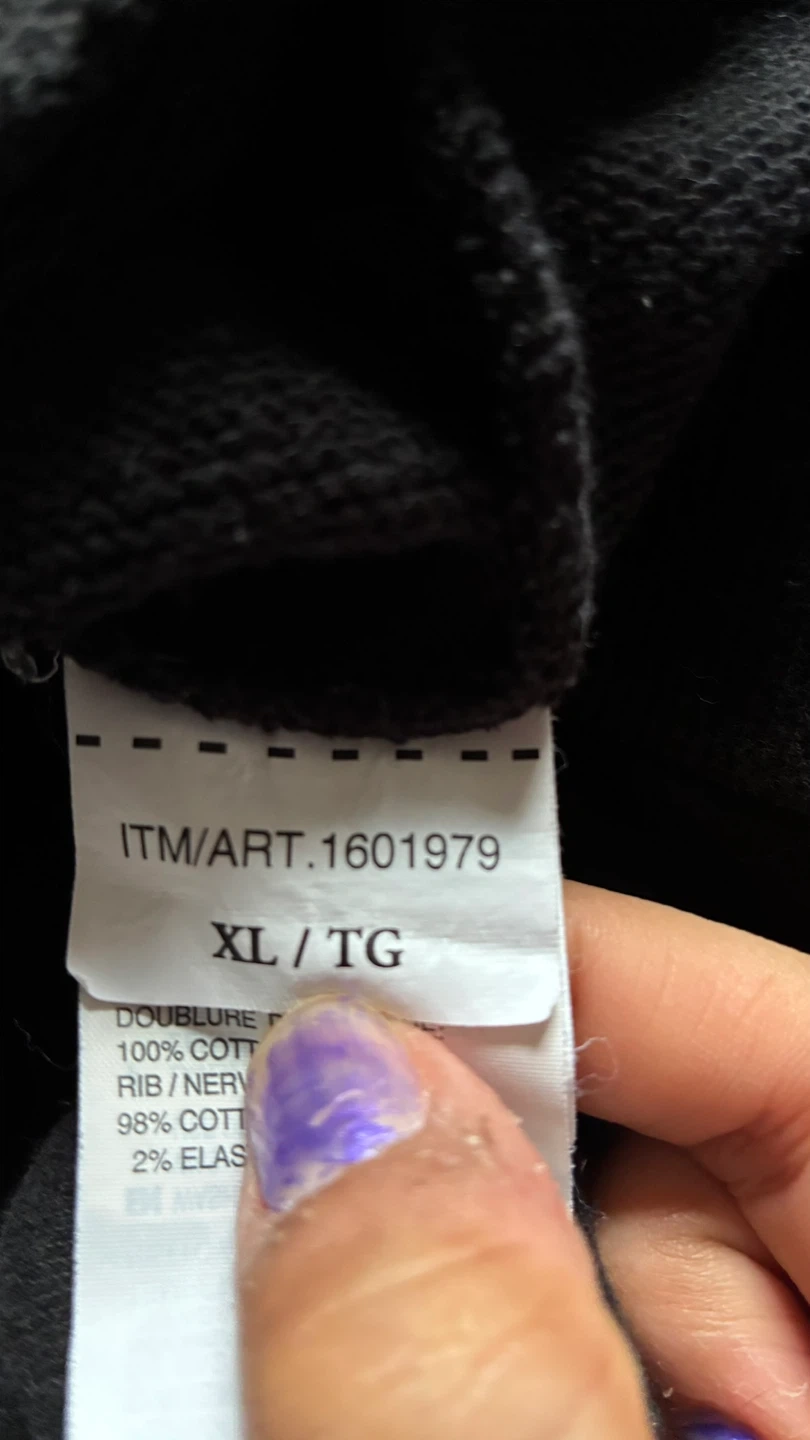 ITM/ART.1601979
XL / TG
DOUBLURE
100% COTT
RIB / NERV
98% COTT
2% ELAS